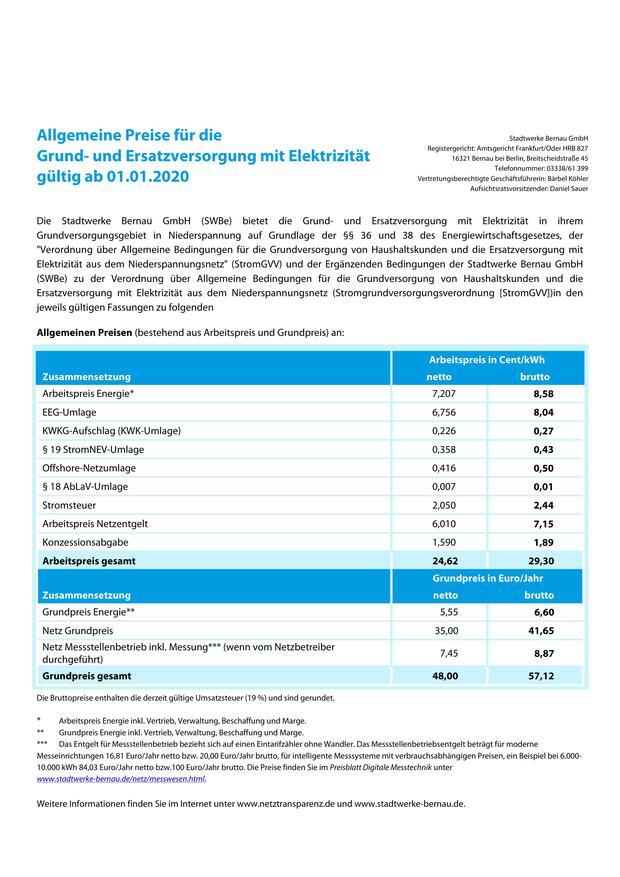 Allgemeine Preise für die
Grund- und Ersatzversorgung mit Elektrizität
gültig ab 01.01.2020
Stadtwerke Bernau GmbH
Registergericht: Amtsgericht Frankfurt/Oder HRB 827
16321 Bernau bei Berlin, Breitscheidstraße 45
Telefonnummer: 03338/61 399
Vertretungsberechtigte Geschäftsführerin: Bärbel Köhler
Aufsichtsratsvorsitzender: Daniel Sauer
Die Stadtwerke Bernau GmbH (SWBe) bietet die Grund- und Ersatzversorgung mit Elektrizität in ihrem
Grundversorgungsgebiet in Niederspannung auf Grundlage der §§ 36 und 38 des Energiewirtschaftsgesetzes, der
"Verordnung über Allgemeine Bedingungen für die Grundversorgung von Haushaltskunden und die Ersatzversorgung mit
Elektrizität aus dem Niederspannungsnetz" (StromGVV) und der Ergänzenden Bedingungen der Stadtwerke Bernau GmbH
(SWBe) zu der Verordnung über Allgemeine Bedingungen für die Grundversorgung von Haushaltskunden und die
Ersatzversorgung mit Elektrizität aus dem Niederspannungsnetz (Stromgrundversorgungsverordnung [StromGVV])in den
jeweils gültigen Fassungen zu folgenden
Allgemeinen Preisen (bestehend aus Arbeitspreis und Grundpreis) an:
Arbeitspreis in Cent/kWh
Zusammensetzung netto brutto
Arbeitspreis Energie* 7,207 8,58
EEG-Umlage 6,756 8,04
KWKG-Aufschlag (KWK-Umlage) 0,226 0,27
§ 19 StromNEV-Umlage 0,358 0,43
Offshore-Netzumlage 0,416 0,50
§ 18 AbLaV-Umlage 0,007 0,01
Stromsteuer 2,050 2,44
Arbeitspreis Netzentgelt 6,010 7,15
Konzessionsabgabe 1,590 1,89
Arbeitspreis gesamt 24,62 29,30
Grundpreis in Euro/Jahr
Zusammensetzung netto brutto
Grundpreis Energie** 5,55 6,60
Netz Grundpreis 35,00 41,65
Netz Messstellenbetrieb inkl. Messung*** (wenn vom Netzbetreiber
durchgeführt) 7,45 8,87
Grundpreis gesamt 48,00 57,12
Die Bruttopreise enthalten die derzeit gültige Umsatzsteuer (19 %) und sind gerundet.
* Arbeitspreis Energie inkl. Vertrieb, Verwaltung, Beschaffung und Marge.
** Grundpreis Energie inkl. Vertrieb, Verwaltung, Beschaffung und Marge.
*** Das Entgelt für Messstellenbetrieb bezieht sich auf einen Eintarifzähler ohne Wandler. Das Messstellenbetriebsentgelt beträgt für moderne
Messeinrichtungen 16,81 Euro/Jahr netto bzw. 20,00 Euro/Jahr brutto, für intelligente Messsysteme mit verbrauchsabhängigen Preisen, ein Beispiel bei 6.000-
10.000 kWh 84,03 Euro/Jahr netto bzw.100 Euro/Jahr brutto. Die Preise finden Sie im Preisblatt Digitale Messtechnik unter
www.stadtwerke-bernau.de/netz/messwesen.html.
Weitere Informationen finden Sie im Internet unter www.netztransparenz.de und www.stadtwerke-bernau.de.